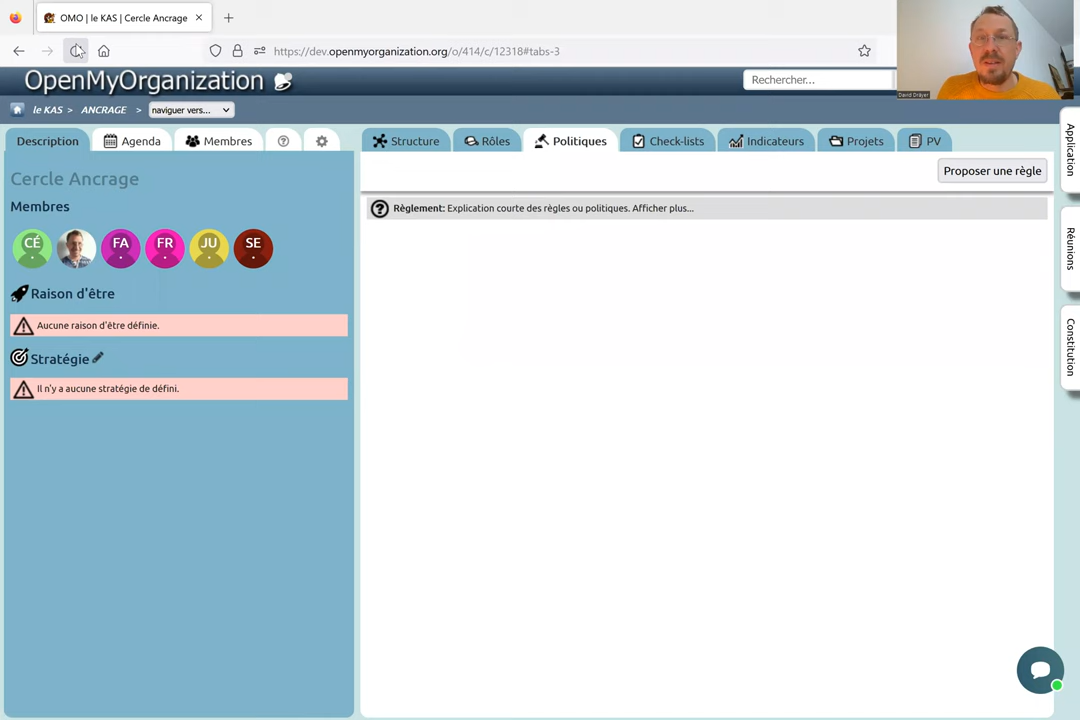 OMO | le KAS | Cercle Ancrage
https://dev.openmyorganization.org/o/414/c/12318#tabs-3
David Dräyer
OpenMyOrganization
Rechercher...
le KAS > ANCRAGE > naviguer vers...
Description Agenda Membres
Structure Rôles Politiques Check-lists Indicateurs Projets PV
Application
Réunions
Constitution
Proposer une règle
Cercle Ancrage
Membres
CÉ FA FR JU SE
Règlement: Explication courte des règles ou politiques. Afficher plus...
Raison d'être
Aucune raison d'être définie.
Stratégie
Il n'y a aucune stratégie de défini.